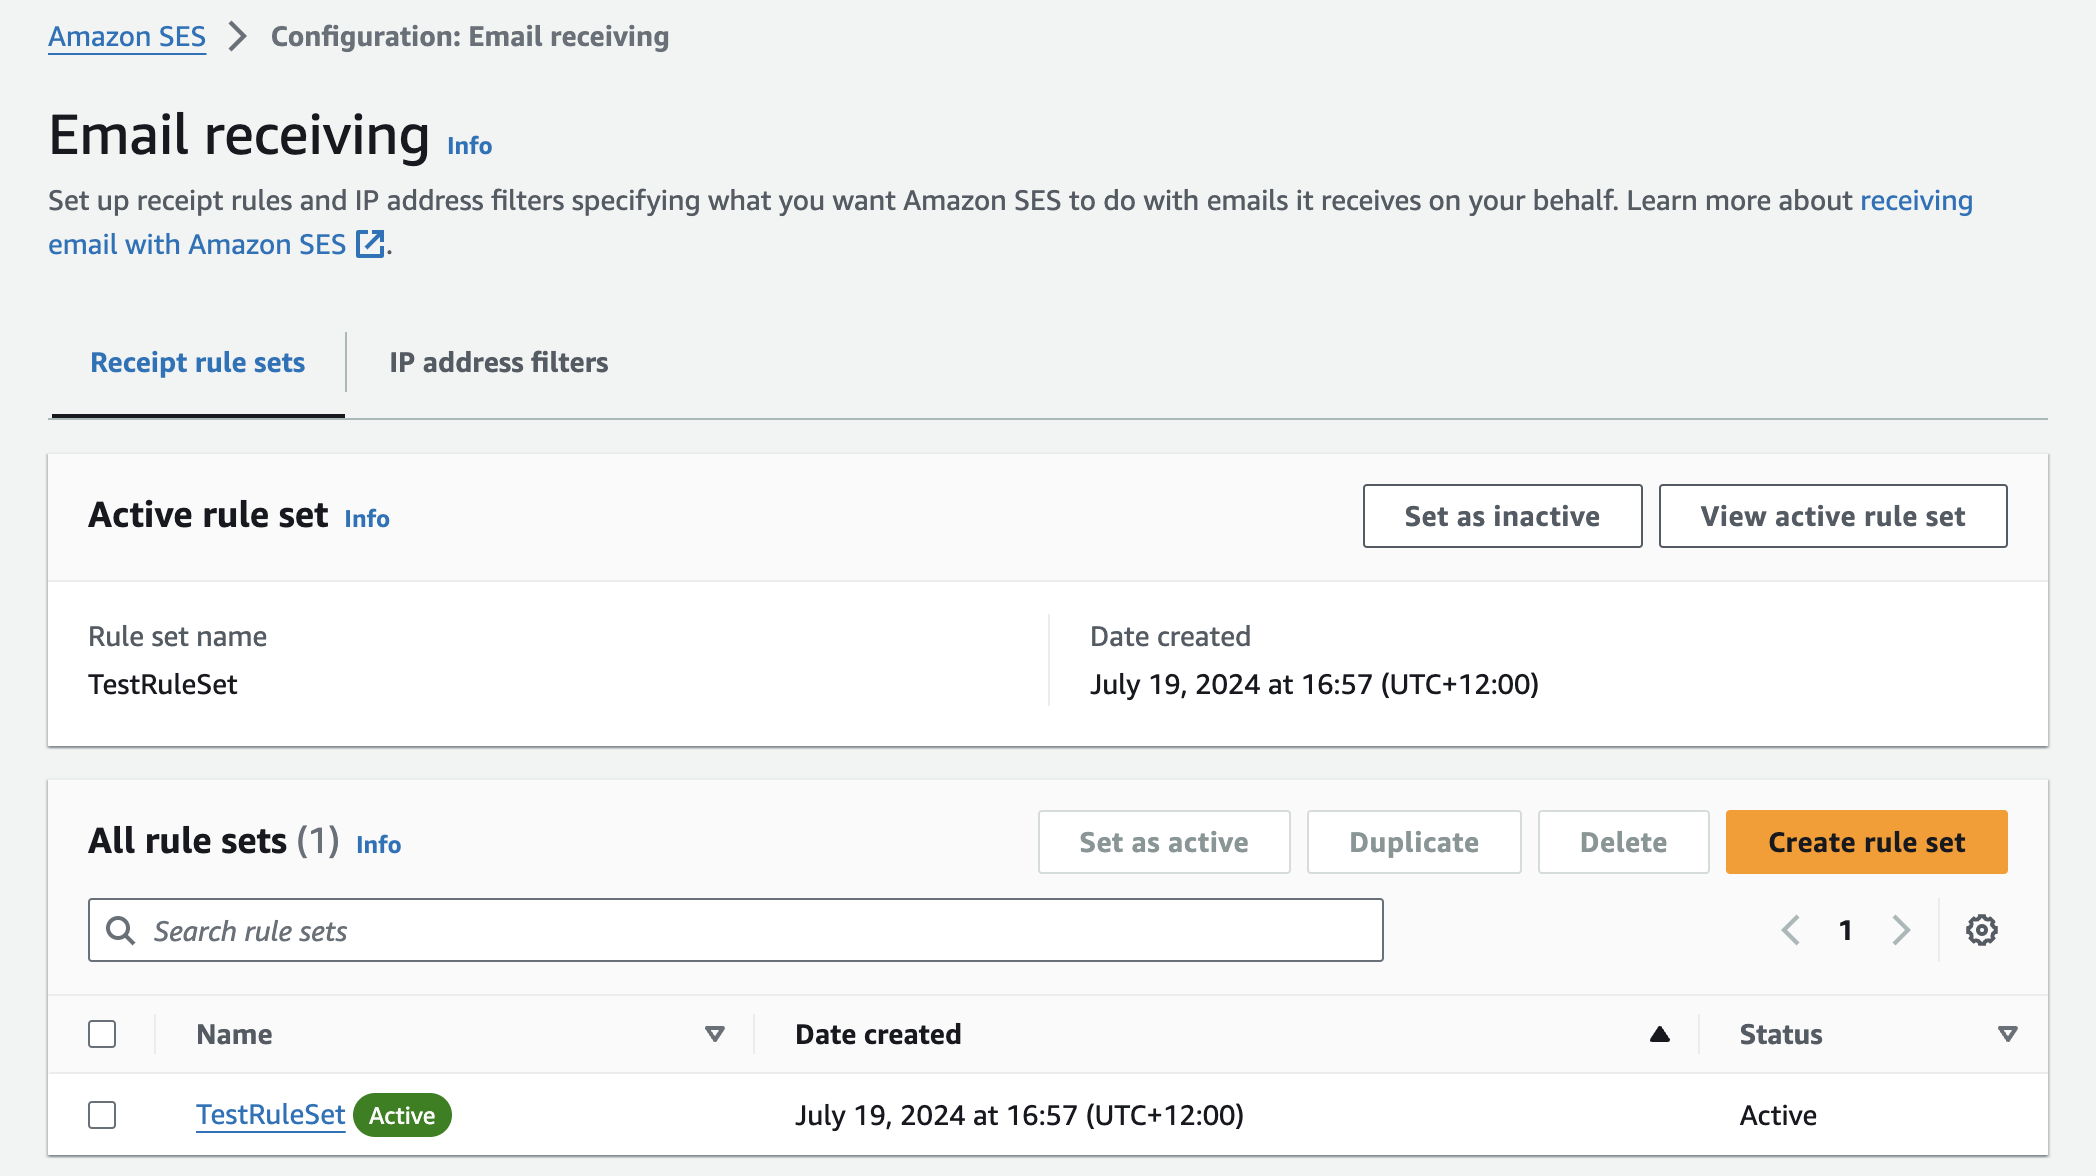 Amazon SES > Configuration: Email receiving
Email receiving Info
Set up receipt rules and IP address filters specifying what you want Amazon SES to do with emails it receives on your behalf. Learn more about receiving
email with Amazon SES.
Receipt rule sets IP address filters
Active rule set Info Set as inactive View active rule set
Rule set name Date created
TestRuleSet July 19, 2024 at 16:57 (UTC+12:00)
All rule sets (1) Info Set as active Duplicate Delete Create rule set
Search rule sets 1
Name Date created Status
TestRuleSet Active July 19, 2024 at 16:57 (UTC+12:00) Active